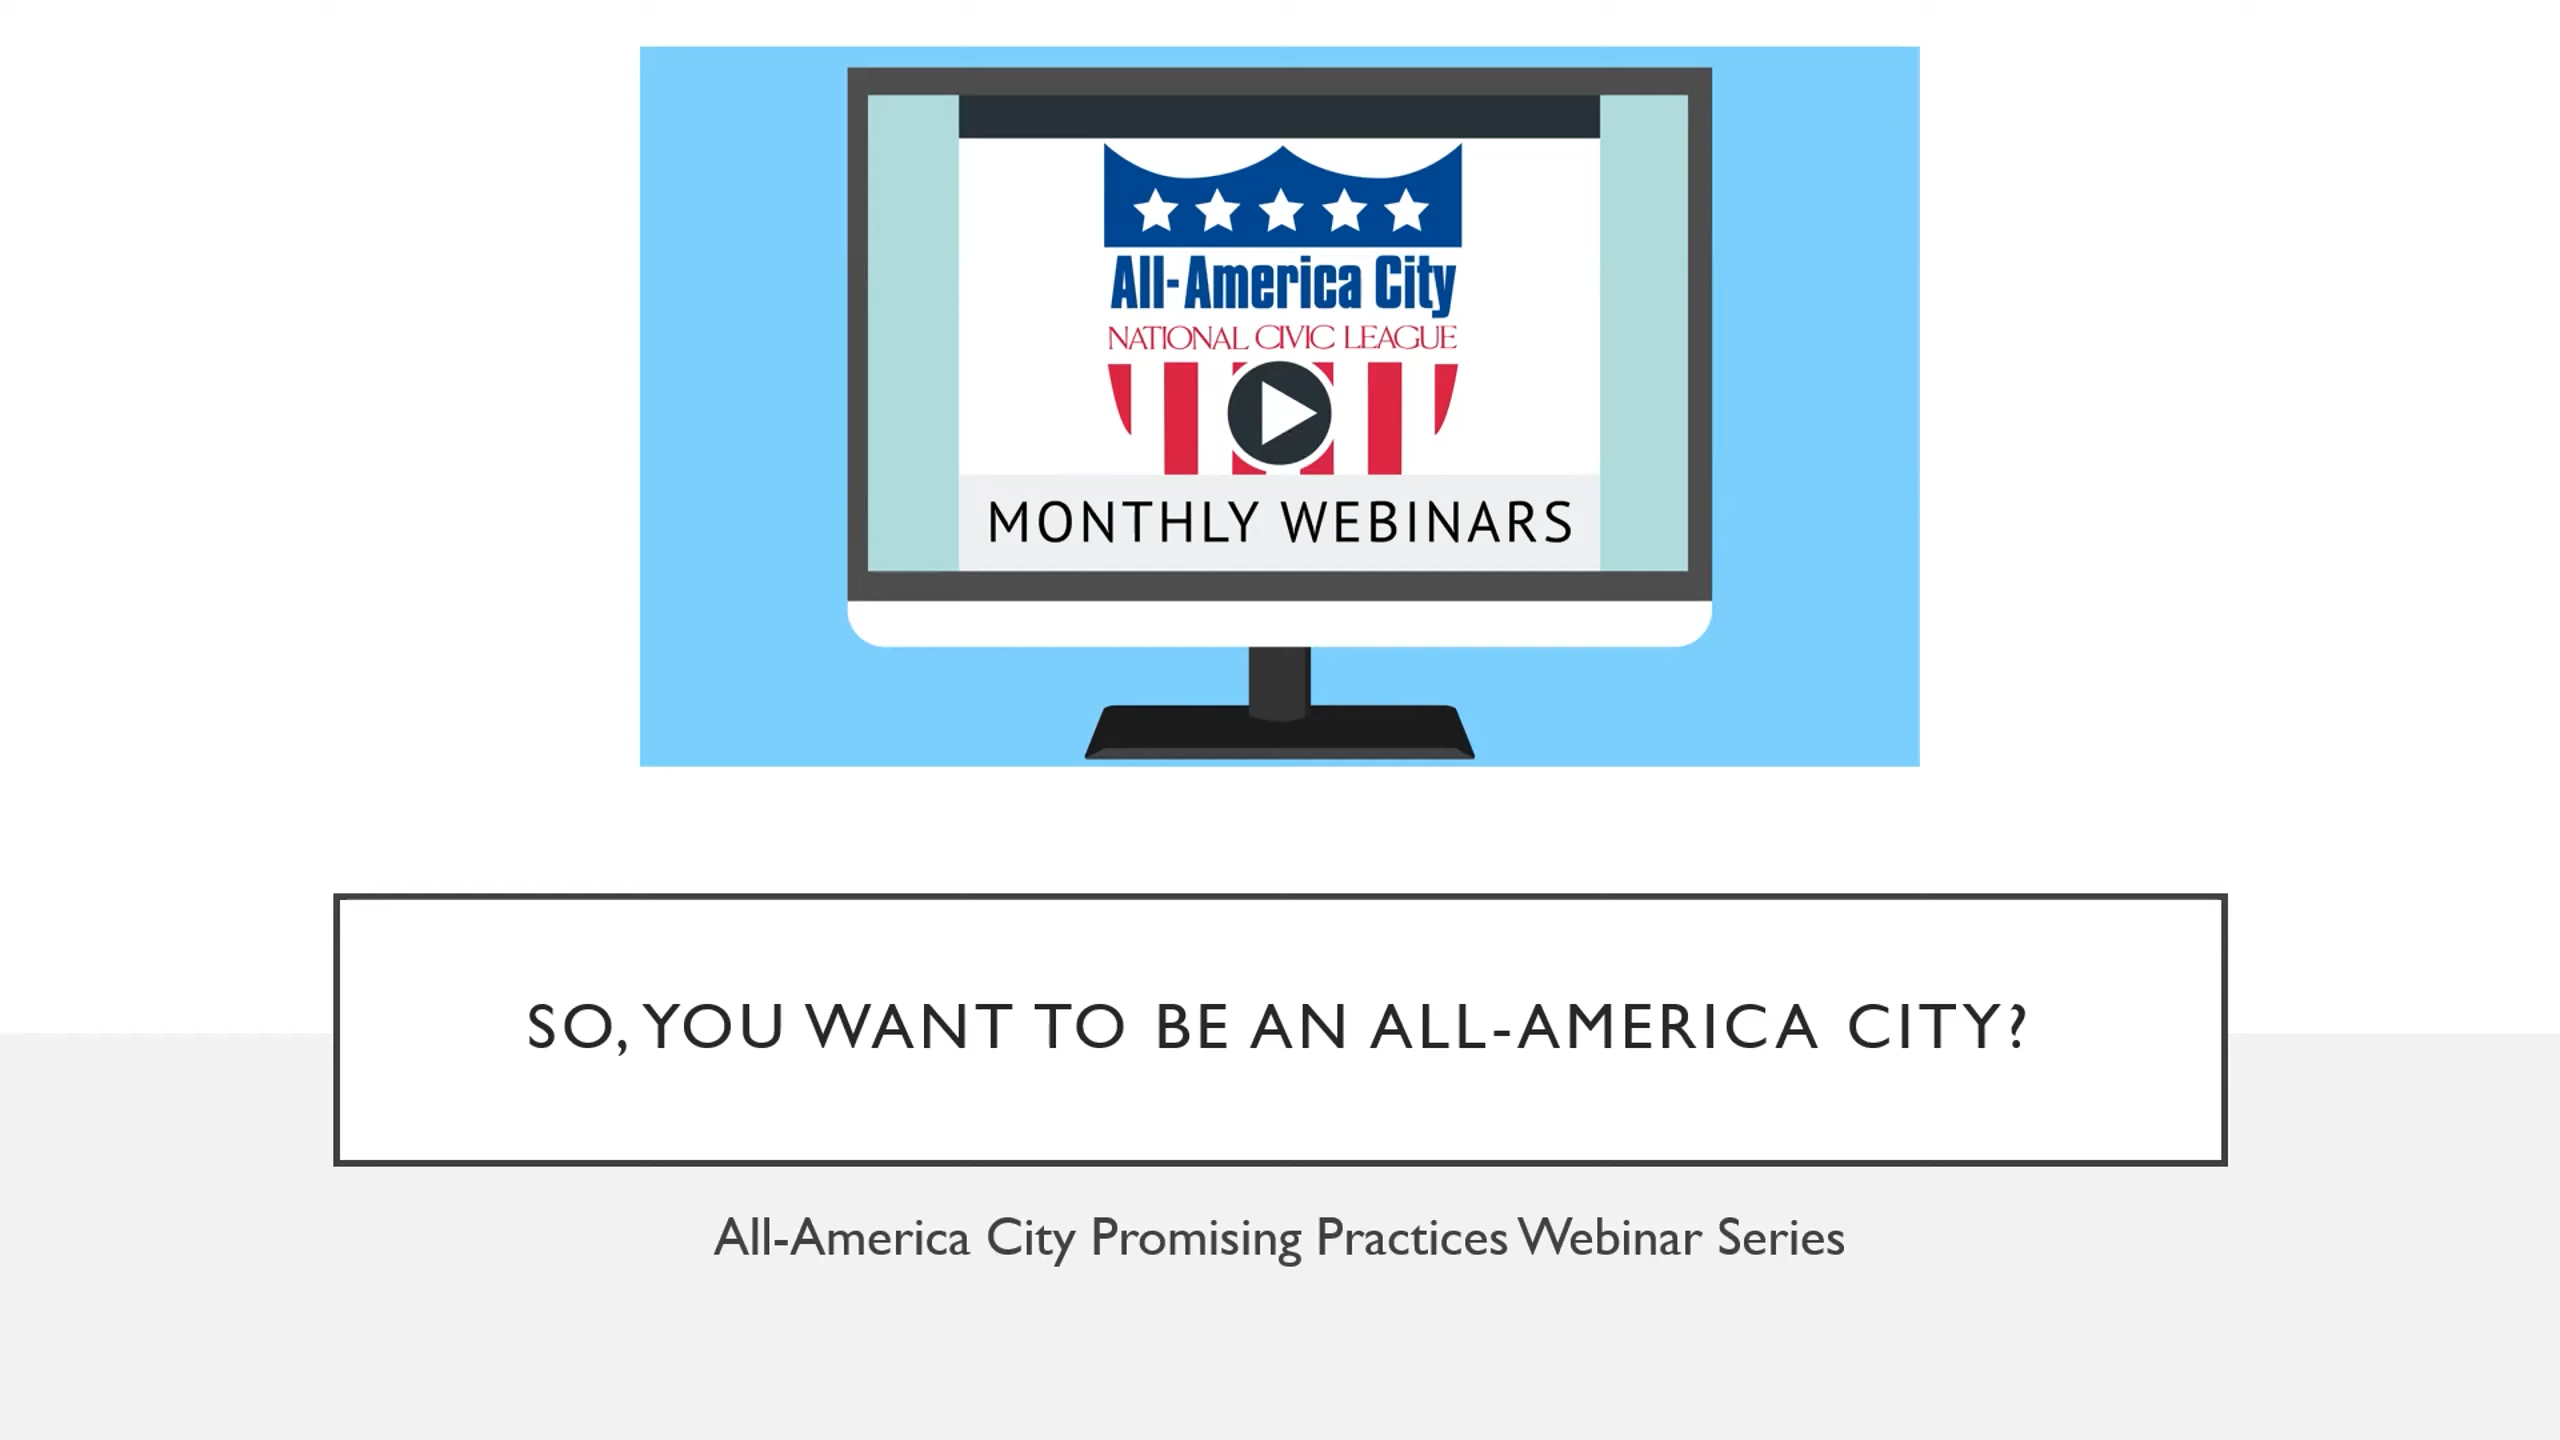 All-America City
NATIONAL CIVIC LEAGUE
MONTHLY WEBINARS
SO, YOU WANT TO BE AN ALL-AMERICA CITY?
All-America City Promising Practices Webinar Series